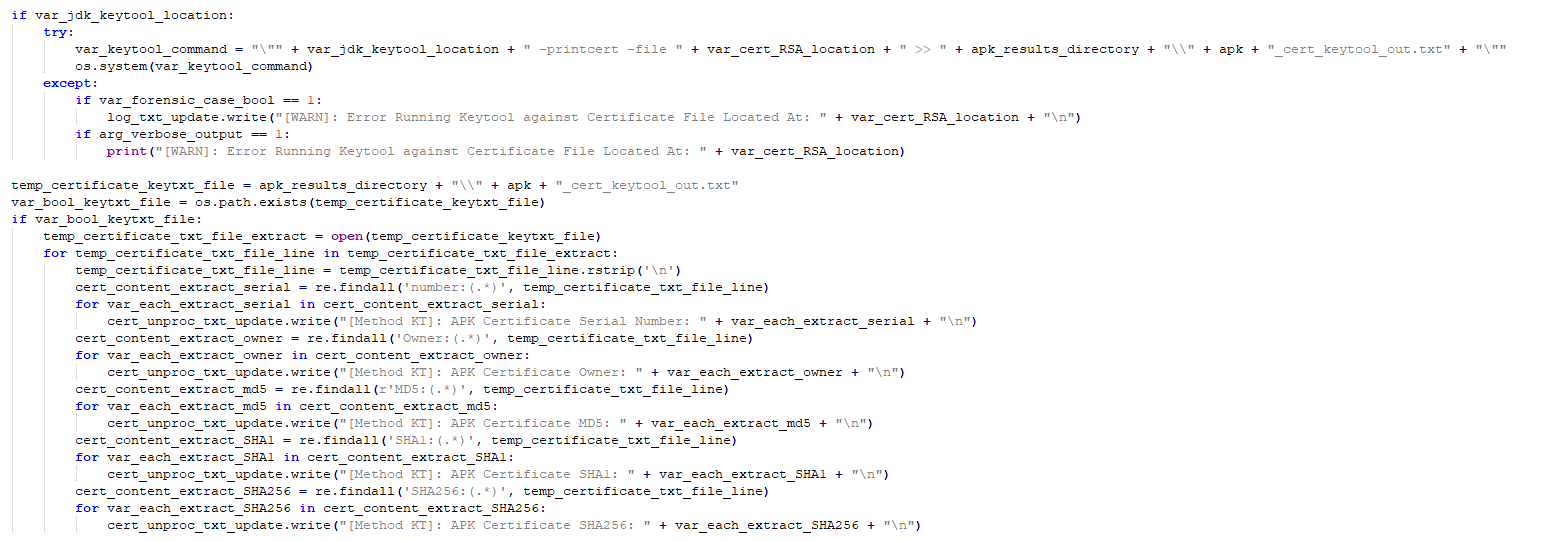 if var_jdk_keytool_location:
    try:
        var_keytool_command = "\"" + var_jdk_keytool_location + " -printcert -file " + var_cert_RSA_location + " >> " + apk_results_directory + "\\" + apk + "_cert_keytool_out.txt" + "\""
        os.system(var_keytool_command)
    except:
        if var_forensic_case_bool == 1:
            log_txt_update.write("[WARN]: Error Running Keytool against Certificate File Located At: " + var_cert_RSA_location + "\n")
        if arg_verbose_output == 1:
            print("[WARN]: Error Running Keytool against Certificate File Located At: " + var_cert_RSA_location)

temp_certificate_keytxt_file = apk_results_directory + "\\" + apk + "_cert_keytool_out.txt"
var_bool_keytxt_file = os.path.exists(temp_certificate_keytxt_file)
if var_bool_keytxt_file:
    temp_certificate_txt_file_extract = open(temp_certificate_keytxt_file)
    for temp_certificate_txt_file_line in temp_certificate_txt_file_extract:
        temp_certificate_txt_file_line = temp_certificate_txt_file_line.rstrip('\n')
        cert_content_extract_serial = re.findall('number:(.*)', temp_certificate_txt_file_line)
        for var_each_extract_serial in cert_content_extract_serial:
            cert_unproc_txt_update.write("[Method KT]: APK Certificate Serial Number: " + var_each_extract_serial + "\n")
        cert_content_extract_owner = re.findall('Owner:(.*)', temp_certificate_txt_file_line)
        for var_each_extract_owner in cert_content_extract_owner:
            cert_unproc_txt_update.write("[Method KT]: APK Certificate Owner: " + var_each_extract_owner + "\n")
        cert_content_extract_md5 = re.findall(r'MD5:(.*)', temp_certificate_txt_file_line)
        for var_each_extract_md5 in cert_content_extract_md5:
            cert_unproc_txt_update.write("[Method KT]: APK Certificate MD5: " + var_each_extract_md5 + "\n")
        cert_content_extract_SHA1 = re.findall('SHA1:(.*)', temp_certificate_txt_file_line)
        for var_each_extract_SHA1 in cert_content_extract_SHA1:
            cert_unproc_txt_update.write("[Method KT]: APK Certificate SHA1: " + var_each_extract_SHA1 + "\n")
        cert_content_extract_SHA256 = re.findall('SHA256:(.*)', temp_certificate_txt_file_line)
        for var_each_extract_SHA256 in cert_content_extract_SHA256:
            cert_unproc_txt_update.write("[Method KT]: APK Certificate SHA256: " + var_each_extract_SHA256 + "\n")